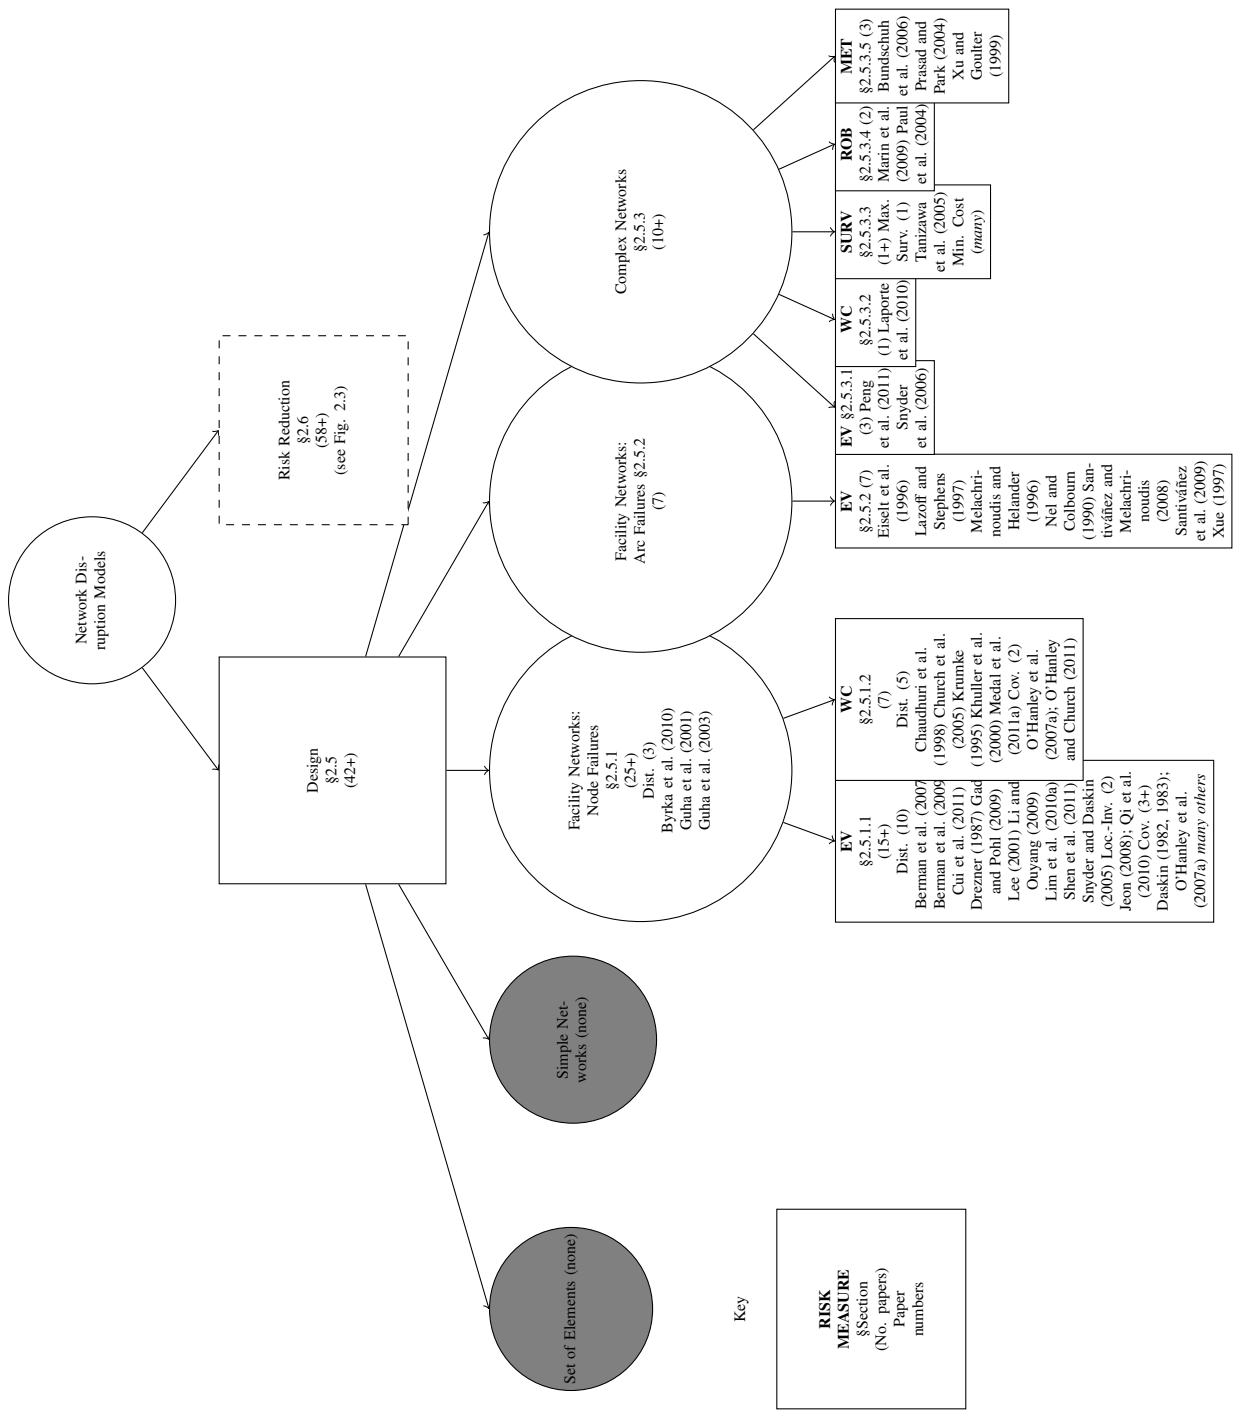 Network Dis-
ruption Models
Design
§2.5
(42+)
Risk Reduction
§2.6
(58+)
(see Fig. 2.3)
Set of Elements (none)
Simple Net-
works (none)
Facility Networks:
Node Failures
§2.5.1
(25+)
Dist. (3)
Byrka et al. (2010)
Guha et al. (2001)
Guha et al. (2003)
Facility Networks:
Arc Failures §2.5.2
(7)
Complex Networks
§2.5.3
(10+)
EV
§2.5.1.1
(15+)
Dist. (10)
Berman et al. (2007
Berman et al. (2009
Cui et al. (2011)
Drezner (1987) Gad
and Pohl (2009)
Lee (2001) Li and
Ouyang (2009)
Lim et al. (2010a)
Shen et al. (2011)
Snyder and Daskin
(2005) Loc.-Inv. (2)
Jeon (2008); Qi et al.
(2010) Cov. (3+)
Daskin (1982, 1983);
O'Hanley et al.
(2007a) many others
WC
§2.5.1.2
(7)
Dist. (5)
Chaudhuri et al.
(1998) Church et al.
(2005) Krumke
(1995) Khuller et al.
(2000) Medal et al.
(2011a) Cov. (2)
O'Hanley et al.
(2007a); O'Hanley
and Church (2011)
EV
§2.5.2 (7)
Eiselt et al.
(1996)
Lazoff and
Stephens
(1997)
Melachri-
noudis and
Helander
(1996)
Nel and
Colbourn
(1990) San-
tiváñez and
Melachri-
noudis
(2008)
Santiváñez
et al. (2009)
Xue (1997)
EV §2.5.3.1
(3) Peng
et al. (2011)
Snyder
et al. (2006)
WC
§2.5.3.2
(1) Laporte
et al. (2010)
SURV
§2.5.3.3
(1+) Max.
Surv. (1)
Tanizawa
et al. (2005)
Min. Cost
(many)
ROB
§2.5.3.4 (2)
Marin et al.
(2009) Paul
et al. (2004)
MET
§2.5.3.5 (3)
Bundschuh
et al. (2006)
Prasad and
Park (2004)
Xu and
Goulter
(1999)
Key
RISK
MEASURE
§Section
(No. papers)
Paper
numbers